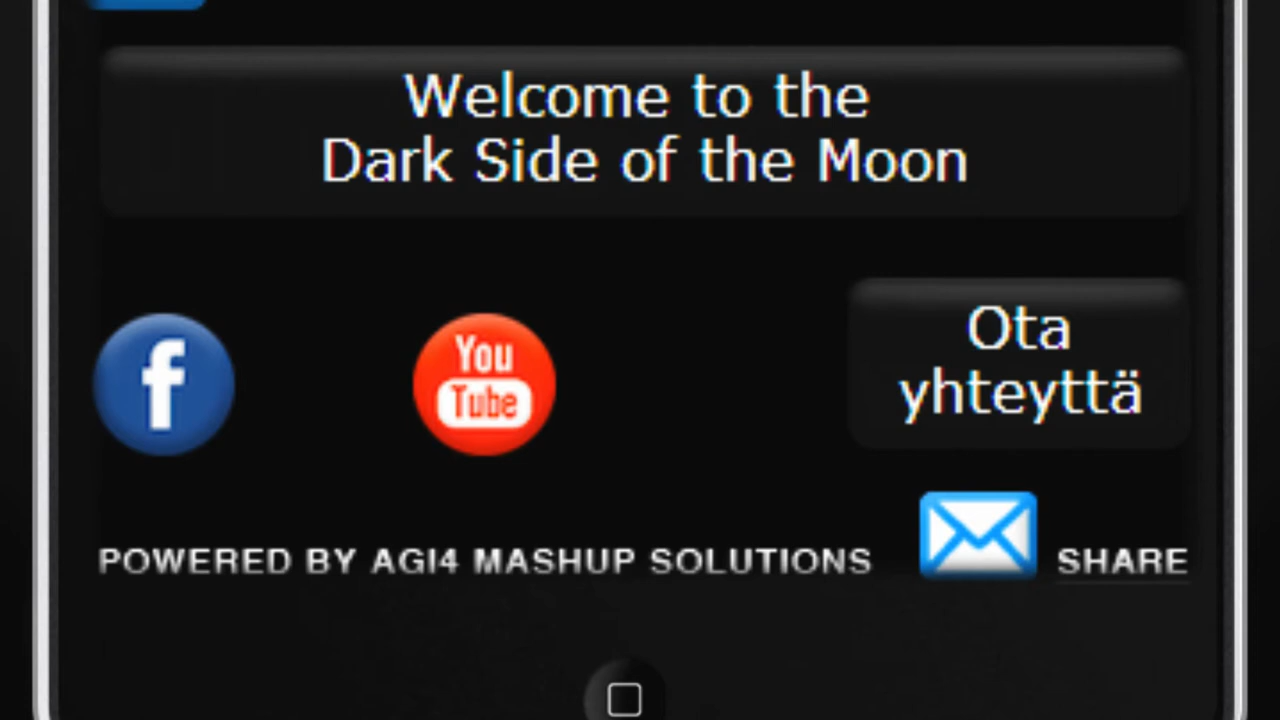 Welcome to the
Dark Side of the Moon
f
You
Tube
Ota
yhteyttä
POWERED BY AGI4 MASHUP SOLUTIONS
SHARE